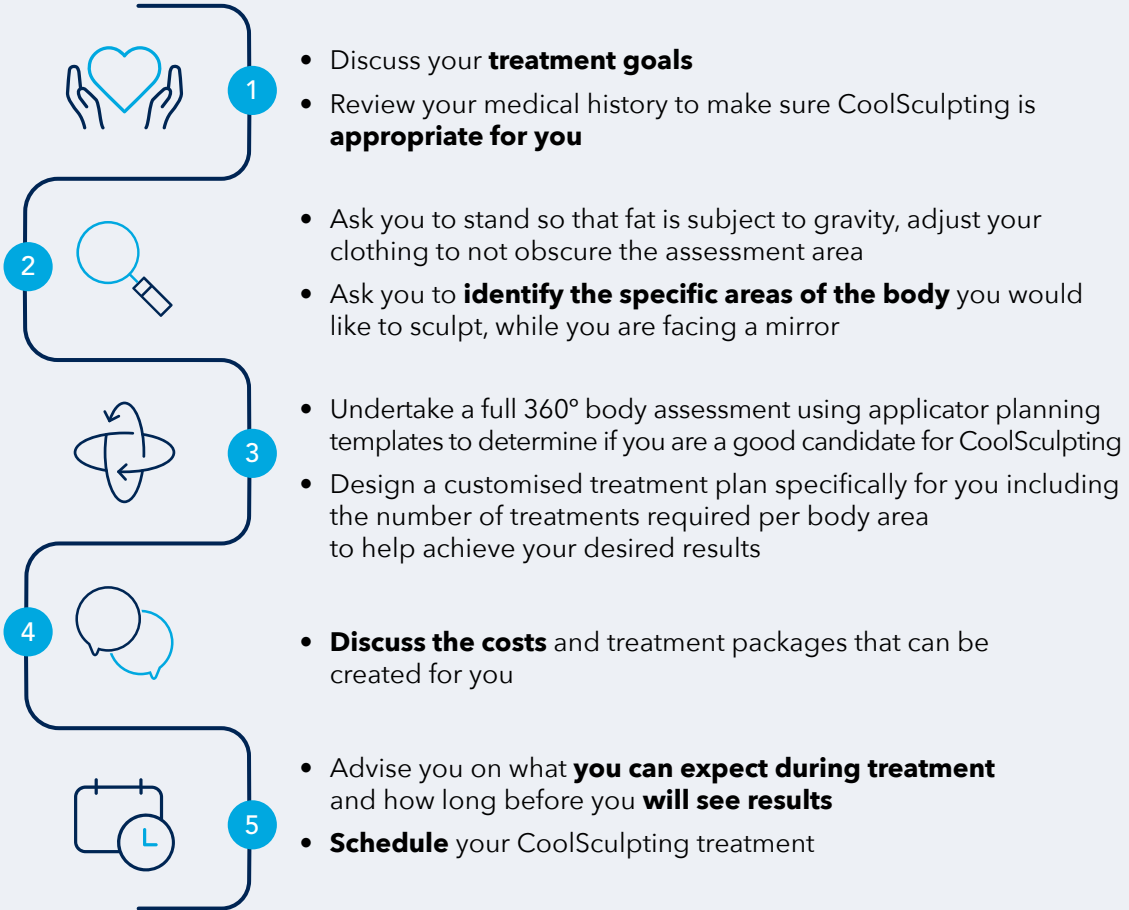 1
• Discuss your treatment goals
• Review your medical history to make sure CoolSculpting is
appropriate for you
2
• Ask you to stand so that fat is subject to gravity, adjust your
clothing to not obscure the assessment area
• Ask you to identify the specific areas of the body you would
like to sculpt, while you are facing a mirror
3
• Undertake a full 360º body assessment using applicator planning
templates to determine if you are a good candidate for CoolSculpting
• Design a customised treatment plan specifically for you including
the number of treatments required per body area
to help achieve your desired results
4
• Discuss the costs and treatment packages that can be
created for you
5
• Advise you on what you can expect during treatment
and how long before you will see results
• Schedule your CoolSculpting treatment